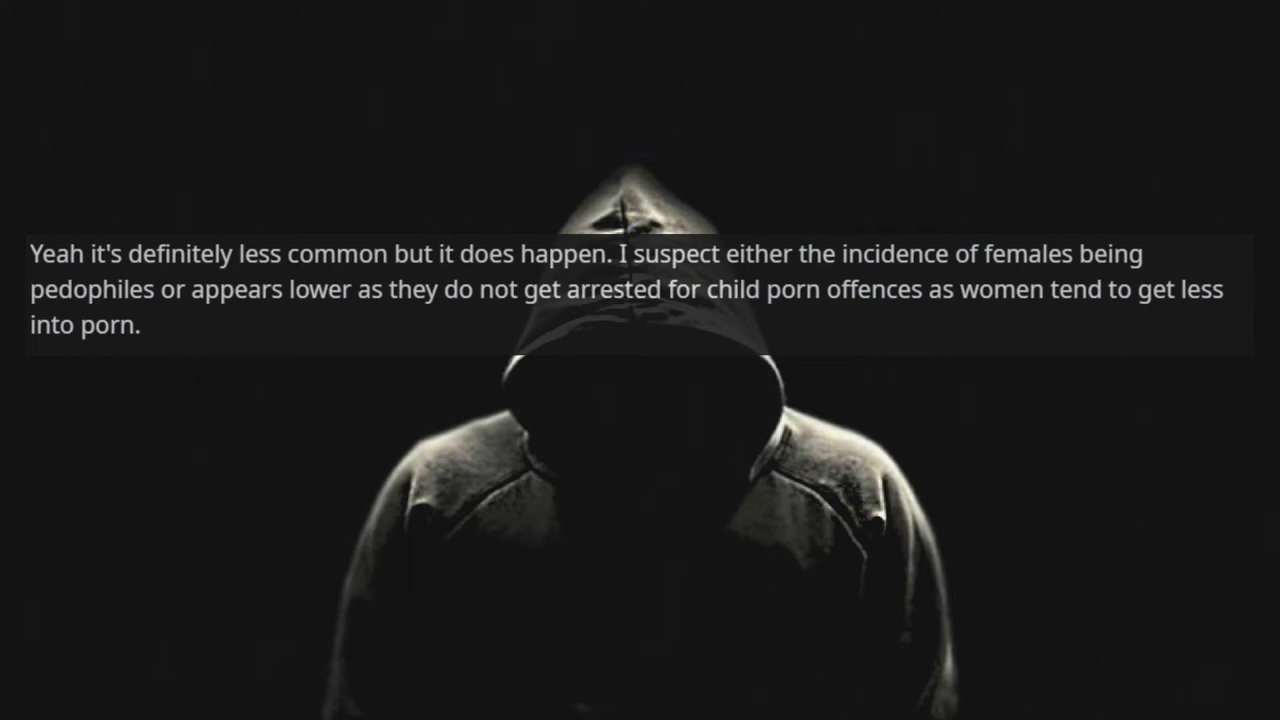 Yeah it's definitely less common but it does happen. I suspect either the incidence of females being
pedophiles or appears lower as they do not get arrested for child porn offences as women tend to get less
into porn.